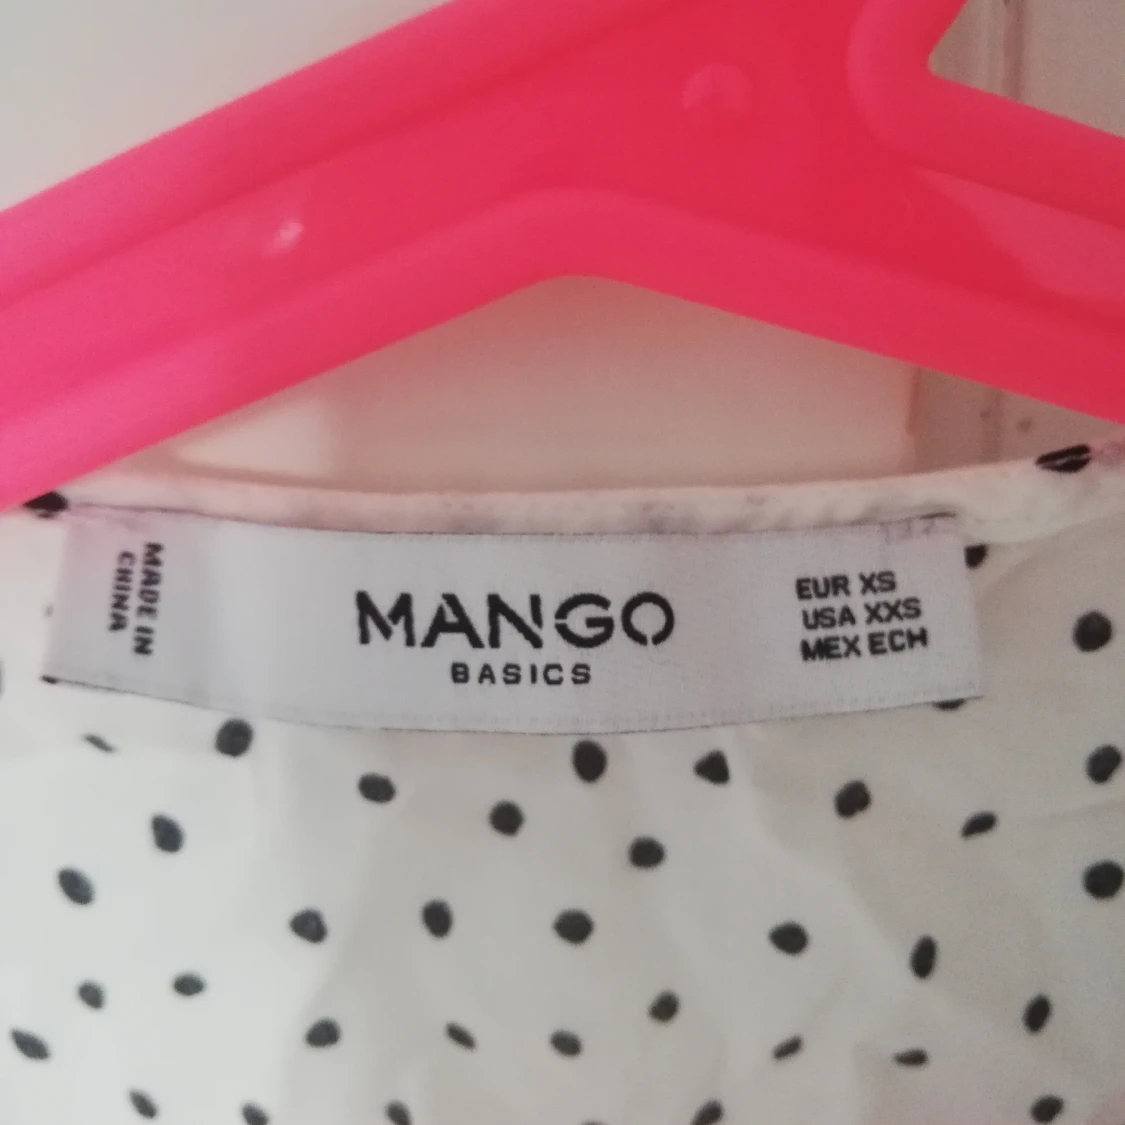 MADE IN
CHINA
MANGO
BASICS
EUR XS
USA XXS
MEX ECH